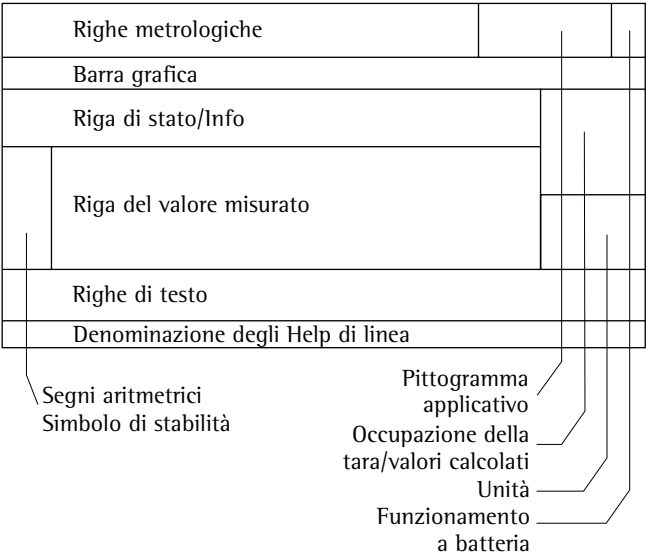 Righe metrologiche
Barra grafica
Riga di stato/Info
Riga del valore misurato
Righe di testo
Denominazione degli Help di linea
Segni aritmetrici
Simbolo di stabilità
Pittogramma
applicativo
Occupazione della
tara/valori calcolati
Unità
Funzionamento
a batteria